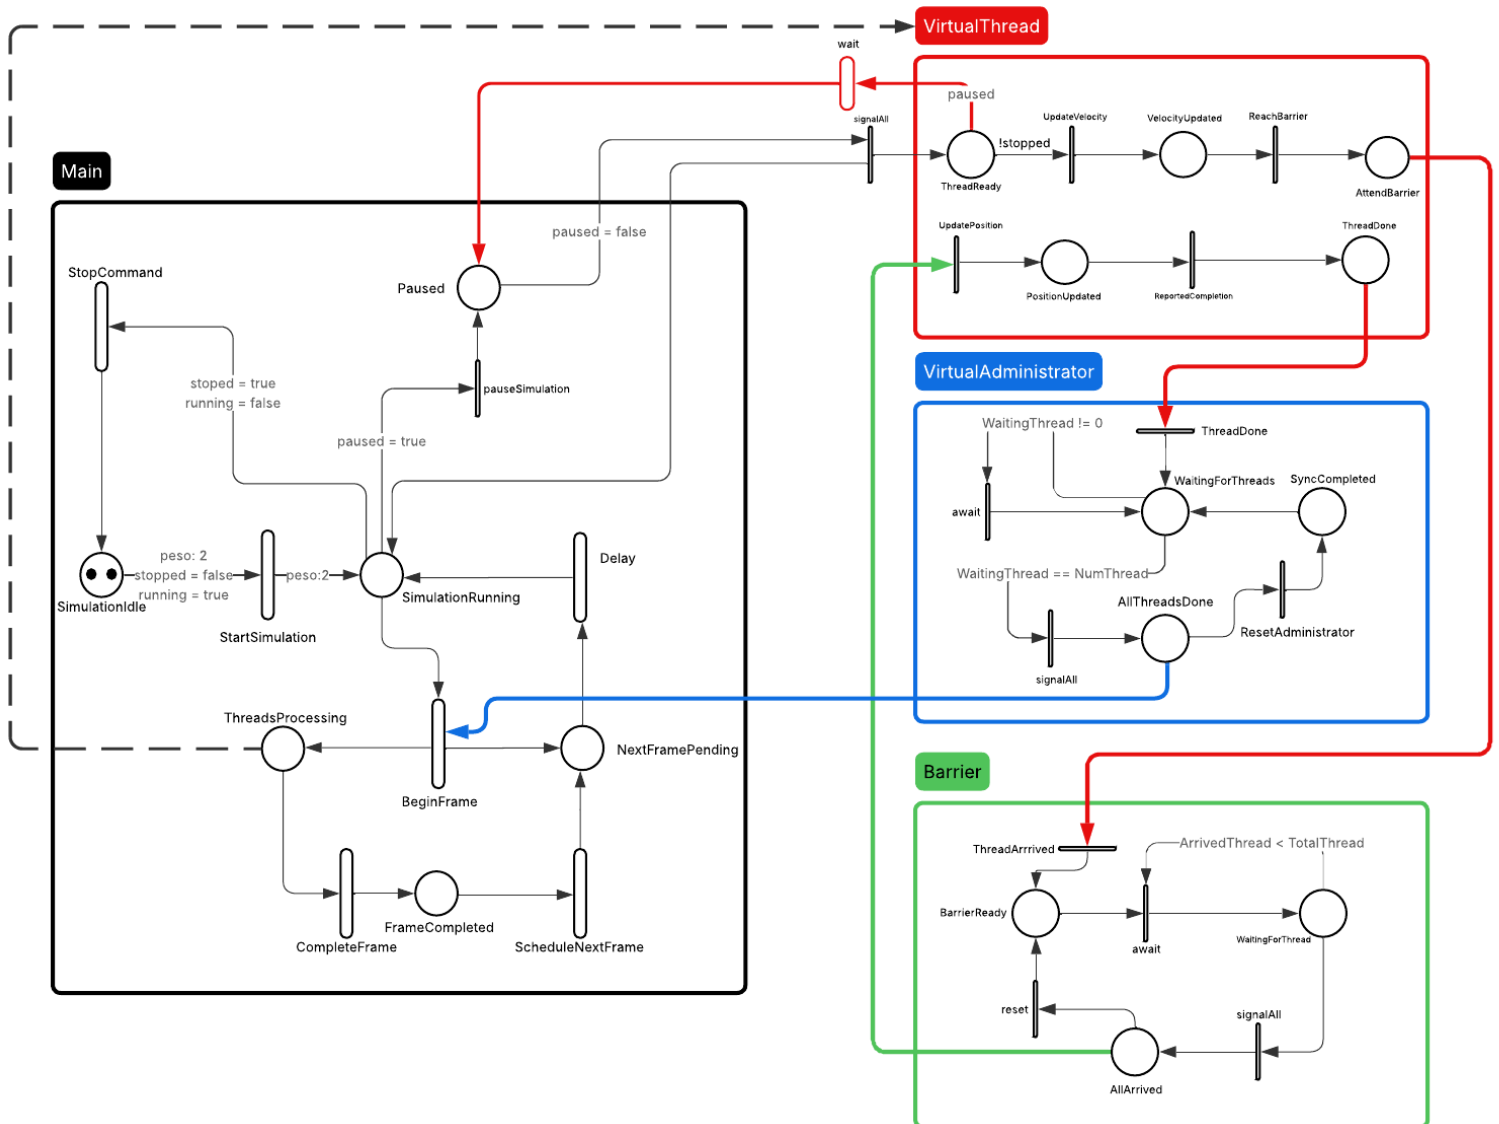 VirtualThread
wait
paused
signalAll
UpdateVelocity
VelocityUpdated
ReachBarrier
!stopped
ThreadReady
AttendBarrier
Main
paused = false
UpdatePosition
ThreadDone
StopCommand
Paused
PositionUpdated
ReportedCompletion
stoped = true
running = false
pauseSimulation
paused = true
VirtualAdministrator
WaitingThread != 0
ThreadDone
WaitingForThreads
SyncCompleted
await
WaitingThread == NumThread
AllThreadsDone
ResetAdministrator
signalAll
peso: 2
stopped = false
running = true
peso:2
SimulationIdle
StartSimulation
SimulationRunning
Delay
ThreadsProcessing
NextFramePending
BeginFrame
CompleteFrame
FrameCompleted
ScheduleNextFrame
Barrier
ThreadArrrived
ArrivedThread < TotalThread
BarrierReady
await
WaitingForThread
reset
signalAll
AllArrived